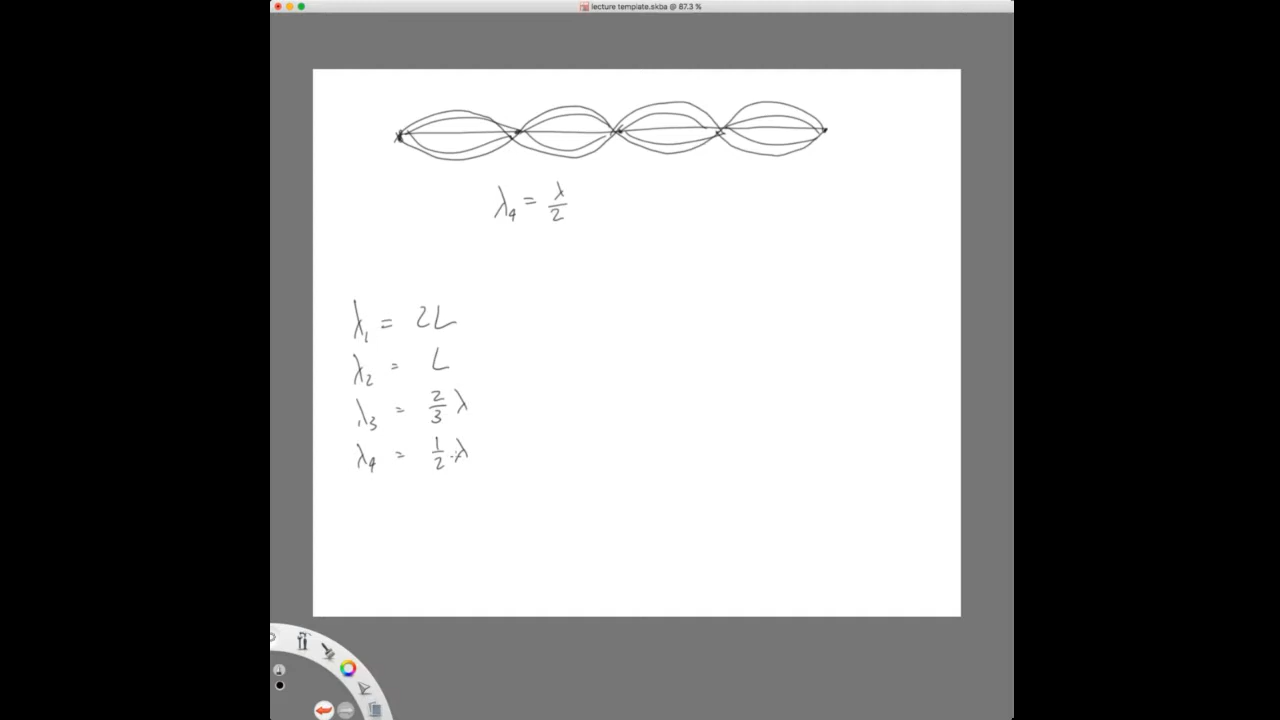 lecture template.skba @ 87.3 %
λ₄ = λ/2
λ₁ = 2L
λ₂ = L
λ₃ = 2/3 λ
λ₄ = 1/2 · λ